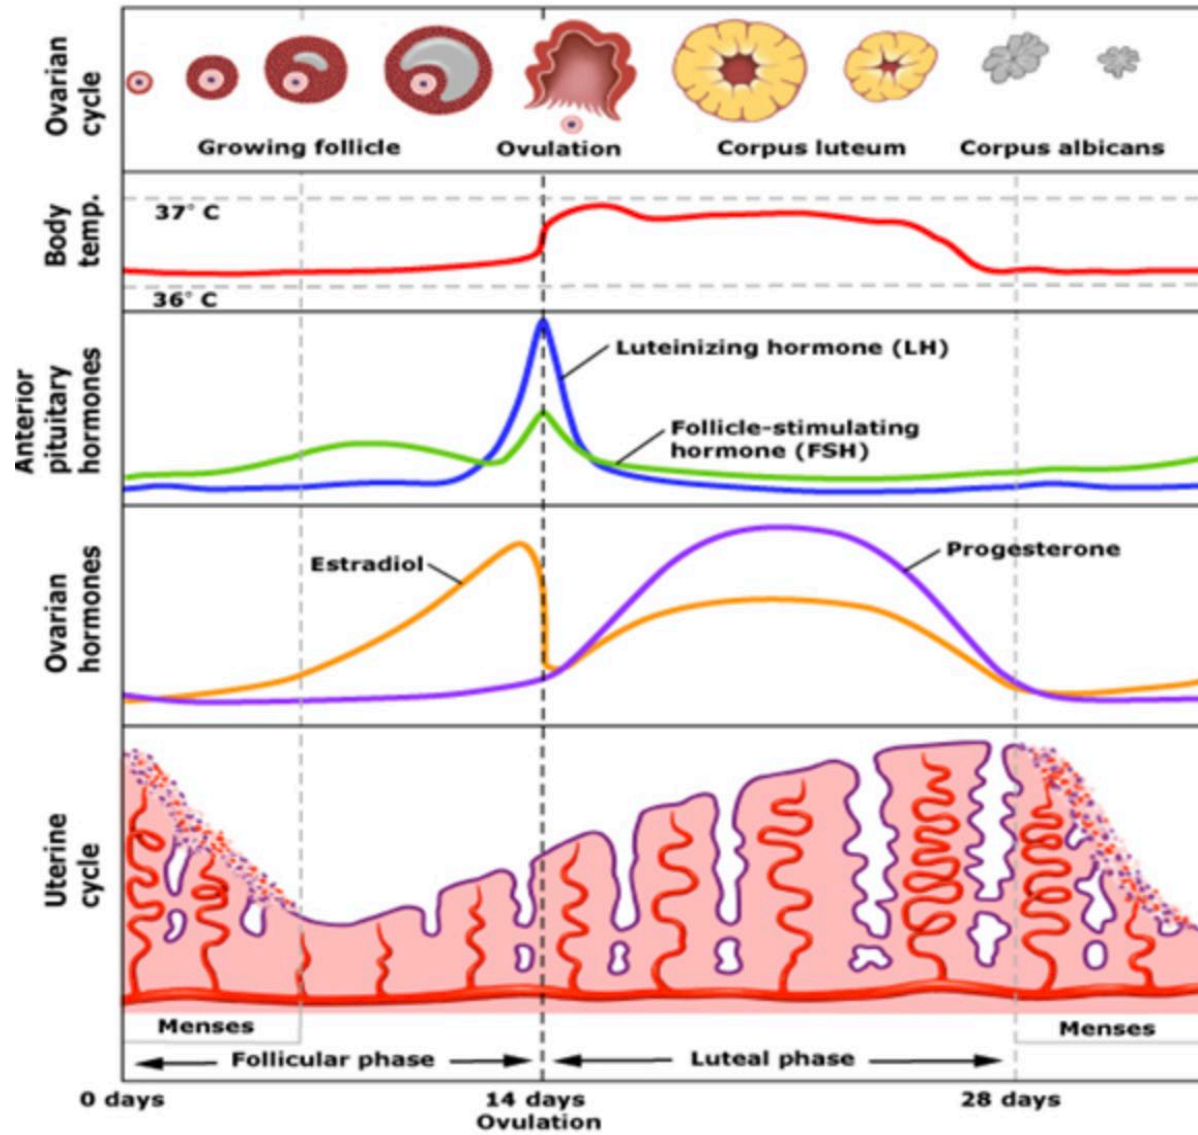 Ovarian
cycle
Growing follicle
Ovulation
Corpus luteum
Corpus albicans
Body
temp.
37° C
36° C
Anterior
pituitary
hormones
Luteinizing hormone (LH)
Follicle-stimulating
hormone (FSH)
Ovarian
hormones
Estradiol
Progesterone
Uterine
cycle
Menses
Menses
Follicular phase
Luteal phase
0 days
14 days
Ovulation
28 days